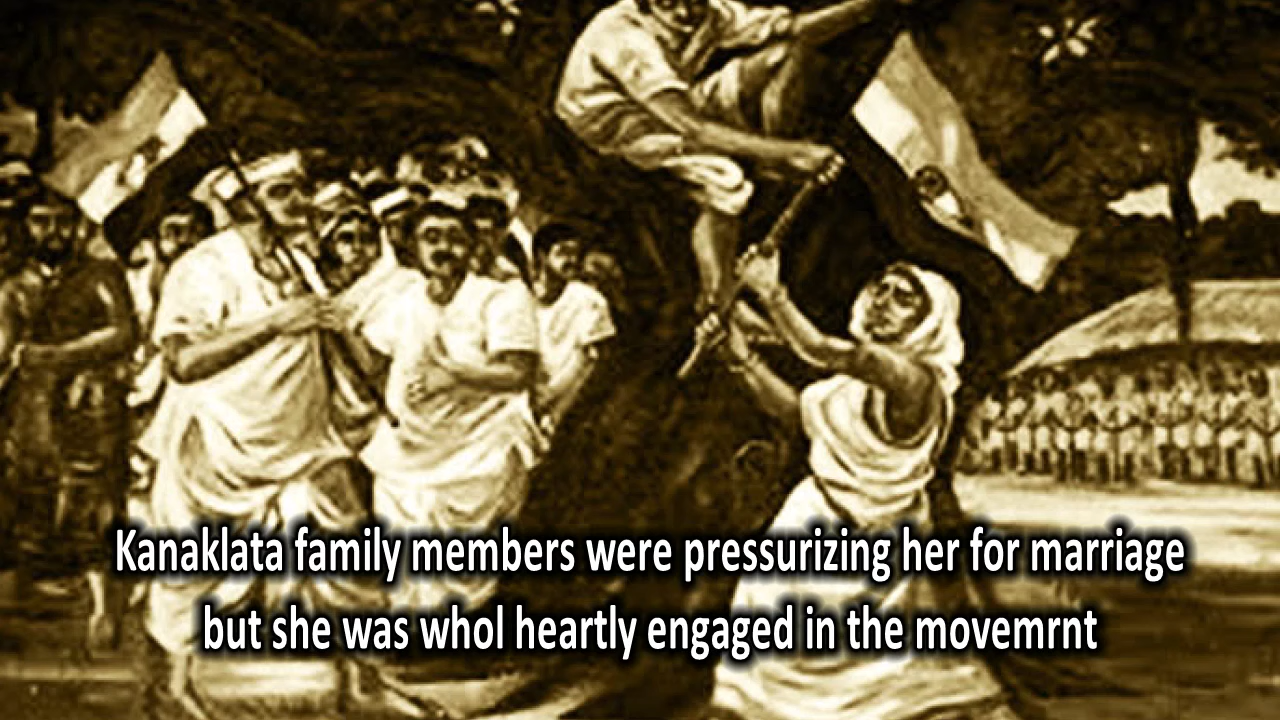 Kanaklata family members were pressurizing her for marriage
but she was whol heartly engaged in the movemrnt